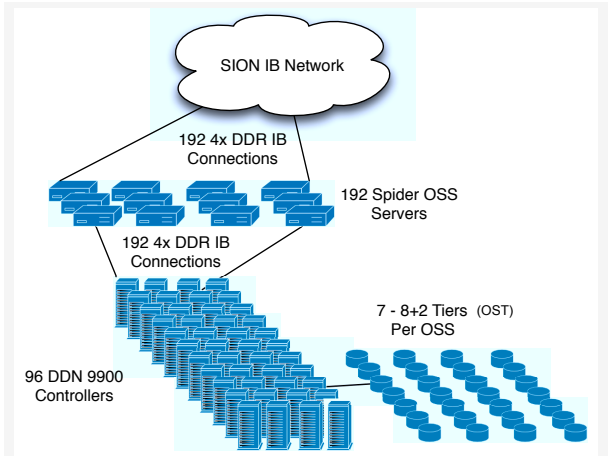 SION IB Network
192 4x DDR IB
Connections
192 Spider OSS
Servers
192 4x DDR IB
Connections
7 - 8+2 Tiers (OST)
Per OSS
96 DDN 9900
Controllers